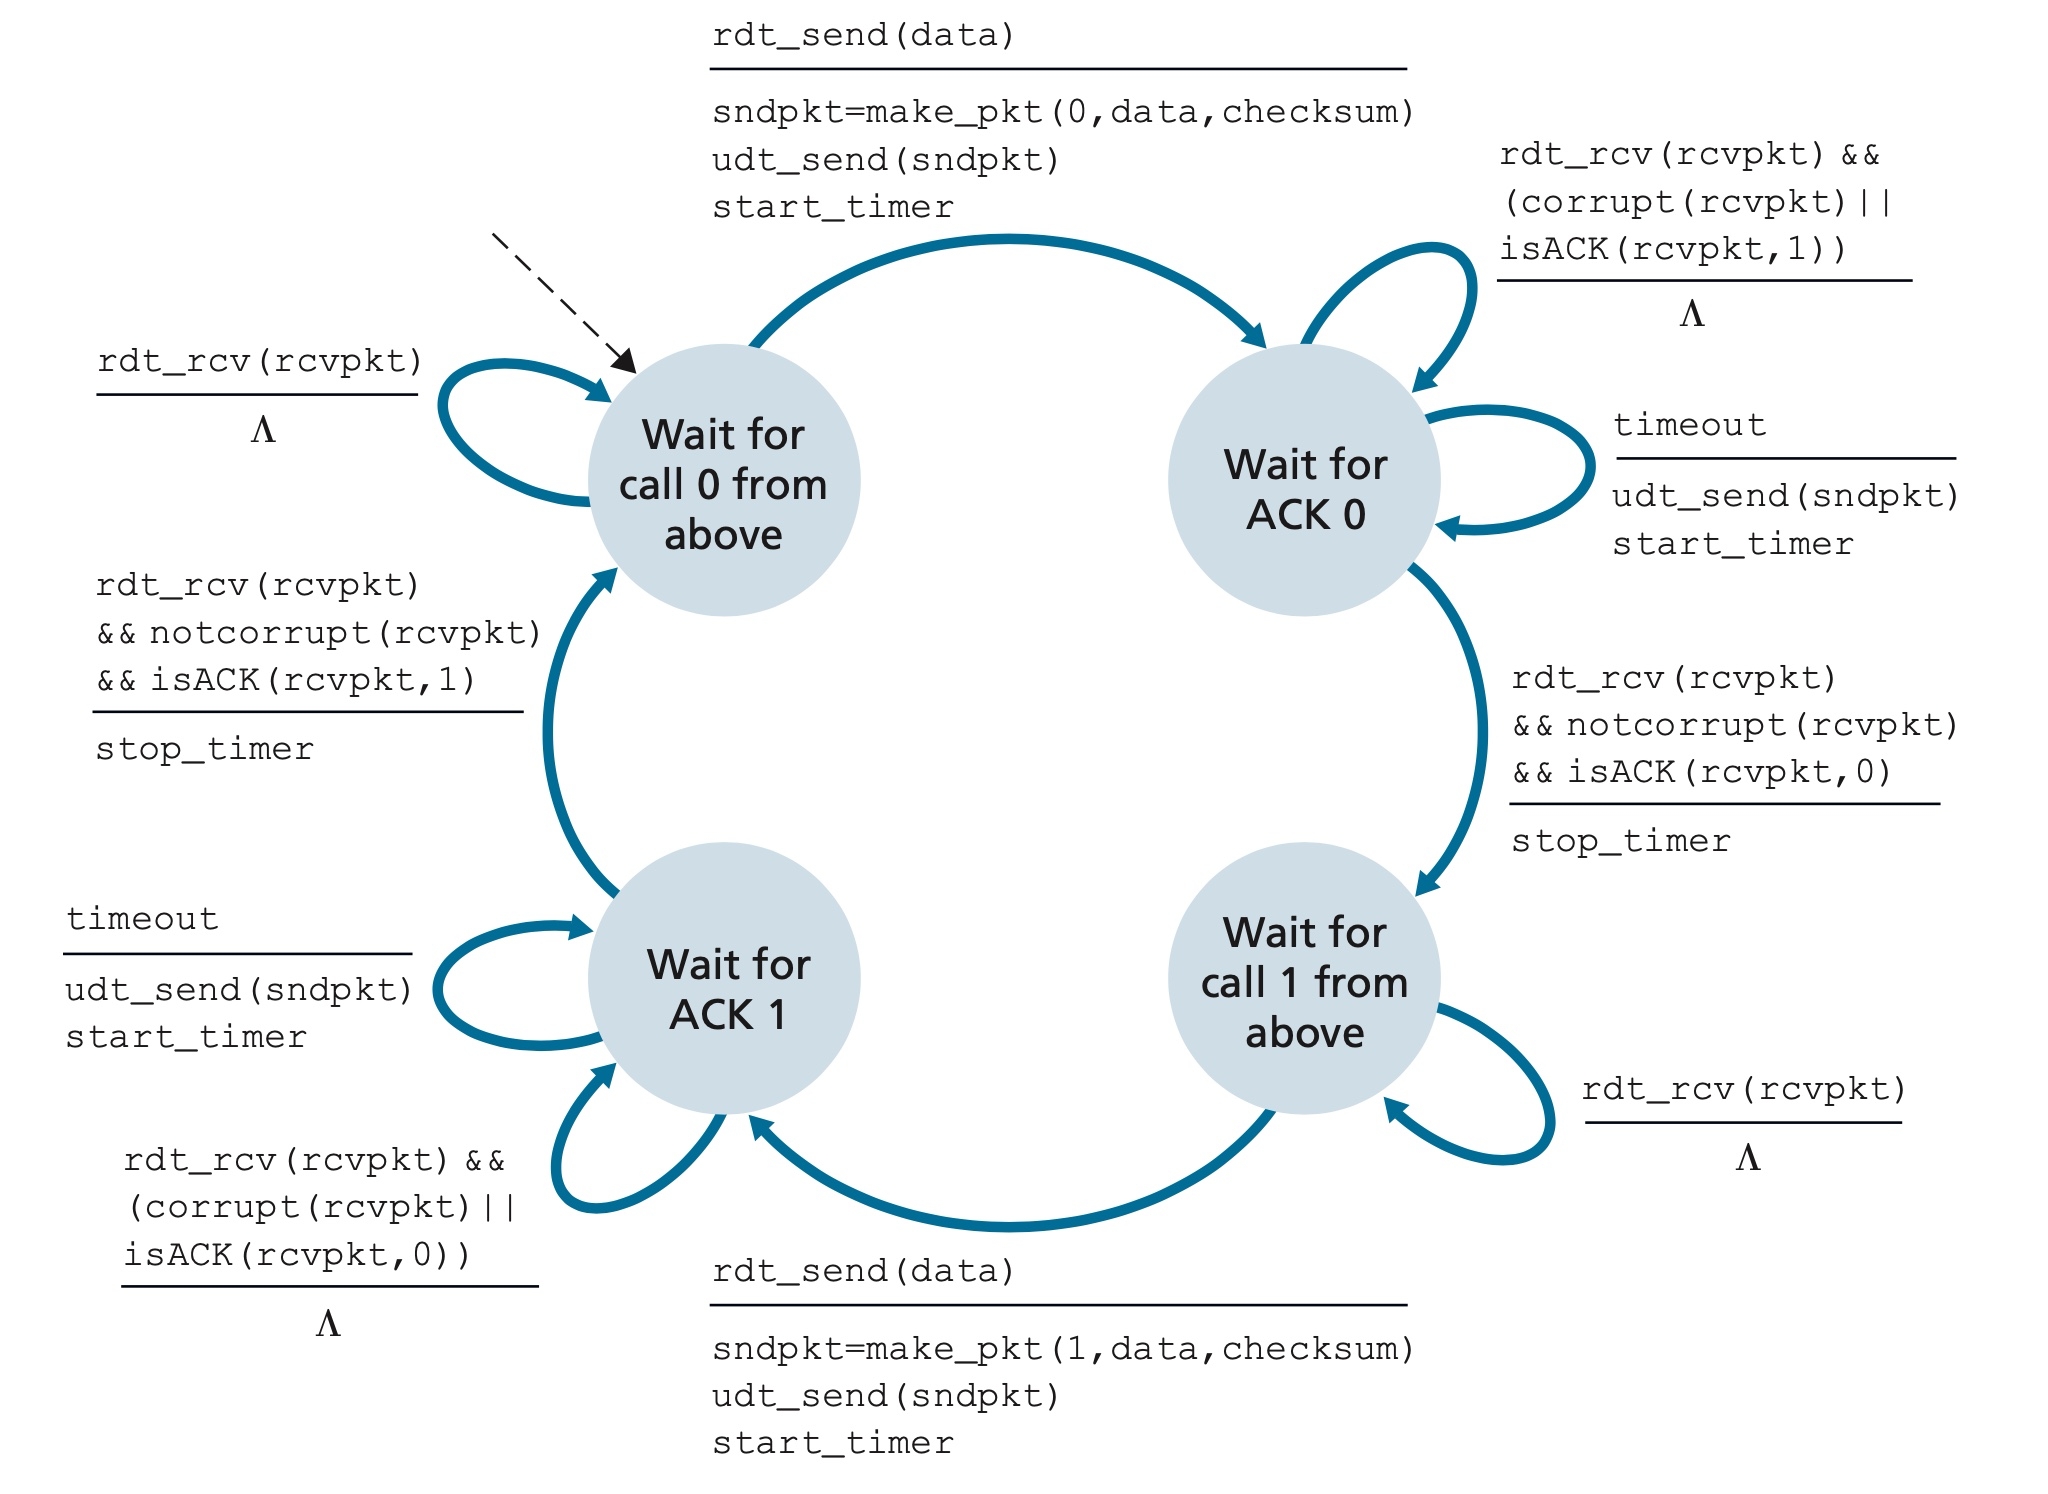 rdt_send(data)
sndpkt=make_pkt(0,data,checksum)
udt_send(sndpkt)
start_timer
rdt_rcv(rcvpkt) &&
(corrupt(rcvpkt)||
isACK(rcvpkt,1))
Λ
rdt_rcv(rcvpkt)
Λ
Wait for
call 0 from
above
Wait for
ACK 0
timeout
udt_send(sndpkt)
start_timer
rdt_rcv(rcvpkt)
&& notcorrupt(rcvpkt)
&& isACK(rcvpkt,1)
stop_timer
rdt_rcv(rcvpkt)
&& notcorrupt(rcvpkt)
&& isACK(rcvpkt,0)
stop_timer
timeout
udt_send(sndpkt)
start_timer
Wait for
ACK 1
Wait for
call 1 from
above
rdt_rcv(rcvpkt)
Λ
rdt_rcv(rcvpkt) &&
(corrupt(rcvpkt)||
isACK(rcvpkt,0))
Λ
rdt_send(data)
sndpkt=make_pkt(1,data,checksum)
udt_send(sndpkt)
start_timer